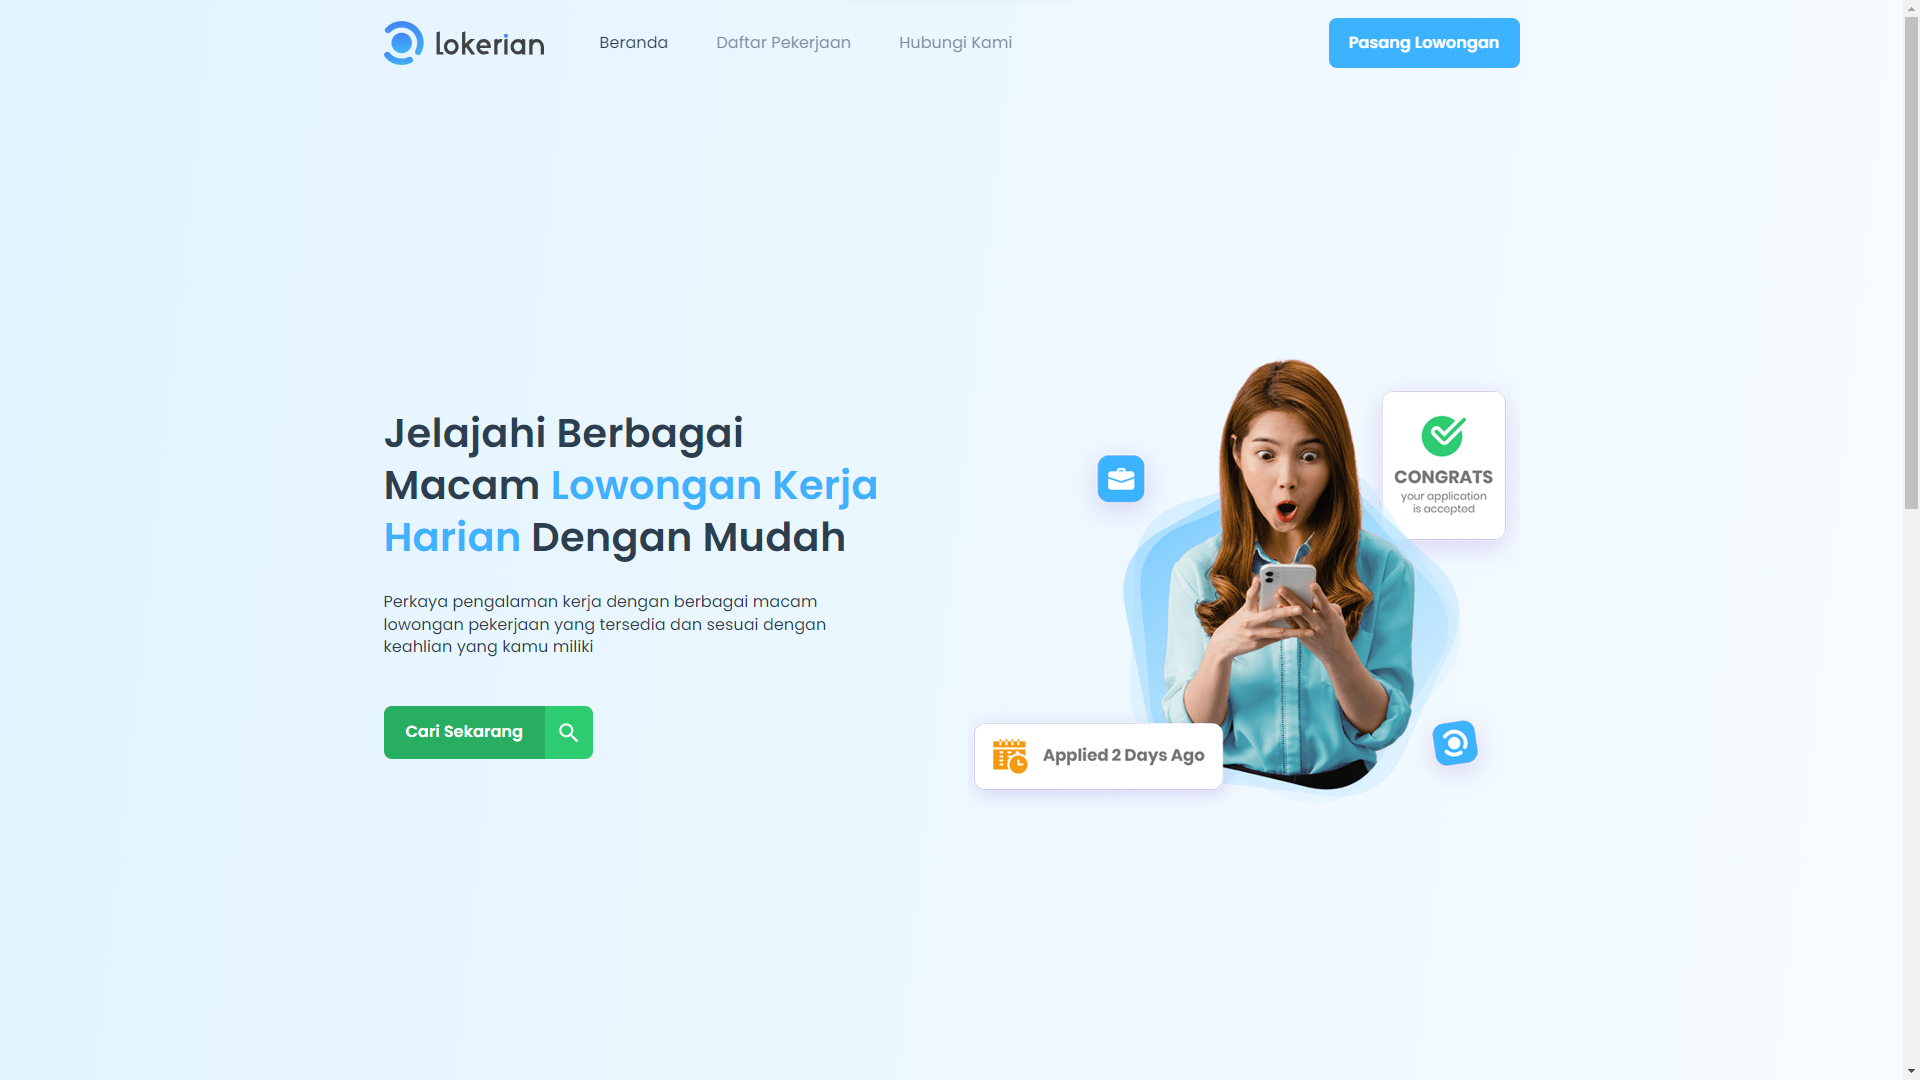 lokerian
Beranda
Daftar Pekerjaan
Hubungi Kami
Pasang Lowongan
Jelajahi Berbagai
Macam Lowongan Kerja
Harian Dengan Mudah
Perkaya pengalaman kerja dengan berbagai macam
lowongan pekerjaan yang tersedia dan sesuai dengan
keahlian yang kamu miliki
Cari Sekarang
CONGRATS
your application
is accepted
Applied 2 Days Ago